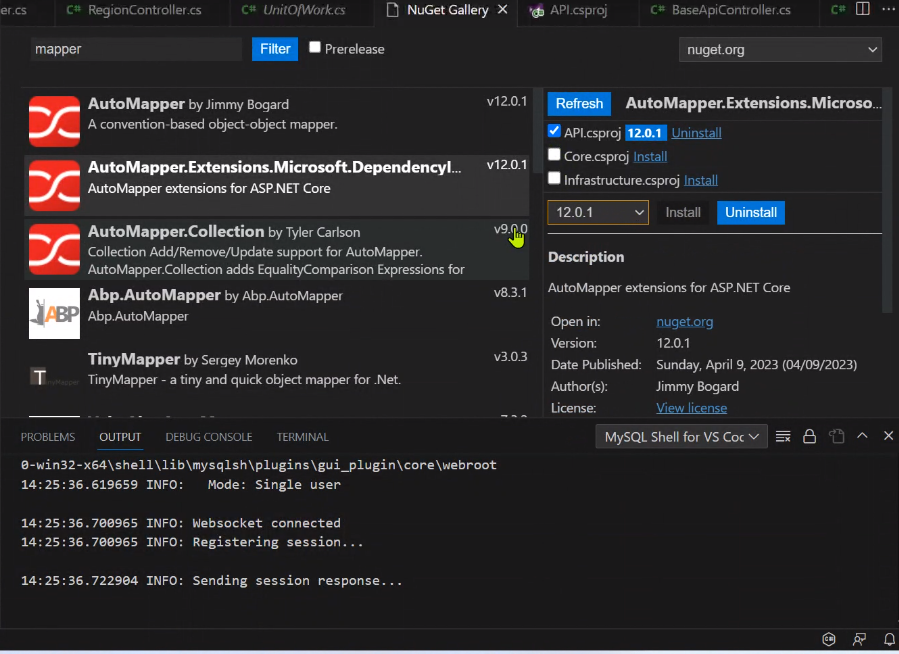 er.cs
C# RegionController.cs
C# UnitOfWork.cs
NuGet Gallery
API.csproj
C# BaseApiController.cs
C#
mapper
Filter
Prerelease
nuget.org
AutoMapper by Jimmy Bogard
v12.0.1
A convention-based object-object mapper.
AutoMapper.Extensions.Microsoft.DependencyI...
v12.0.1
AutoMapper extensions for ASP.NET Core
AutoMapper.Collection by Tyler Carlson
v9.0.0
Collection Add/Remove/Update support for AutoMapper.
AutoMapper.Collection adds EqualityComparison Expressions for
ABP
Abp.AutoMapper by Abp.AutoMapper
v8.3.1
Abp.AutoMapper
T
TinyMapper by Sergey Morenko
v3.0.3
TinyMapper - a tiny and quick object mapper for .Net.
Refresh
AutoMapper.Extensions.Microso...
API.csproj 12.0.1 Uninstall
Core.csproj Install
Infrastructure.csproj Install
12.0.1
Install
Uninstall
Description
AutoMapper extensions for ASP.NET Core
Open in: nuget.org
Version: 12.0.1
Date Published: Sunday, April 9, 2023 (04/09/2023)
Author(s): Jimmy Bogard
License: View license
PROBLEMS
OUTPUT
DEBUG CONSOLE
TERMINAL
MySQL Shell for VS Coc
0-win32-x64\shell\lib\mysqlsh\plugins\gui_plugin\core\webroot
14:25:36.619659 INFO: Mode: Single user
14:25:36.700965 INFO: Websocket connected
14:25:36.700965 INFO: Registering session...
14:25:36.722904 INFO: Sending session response...